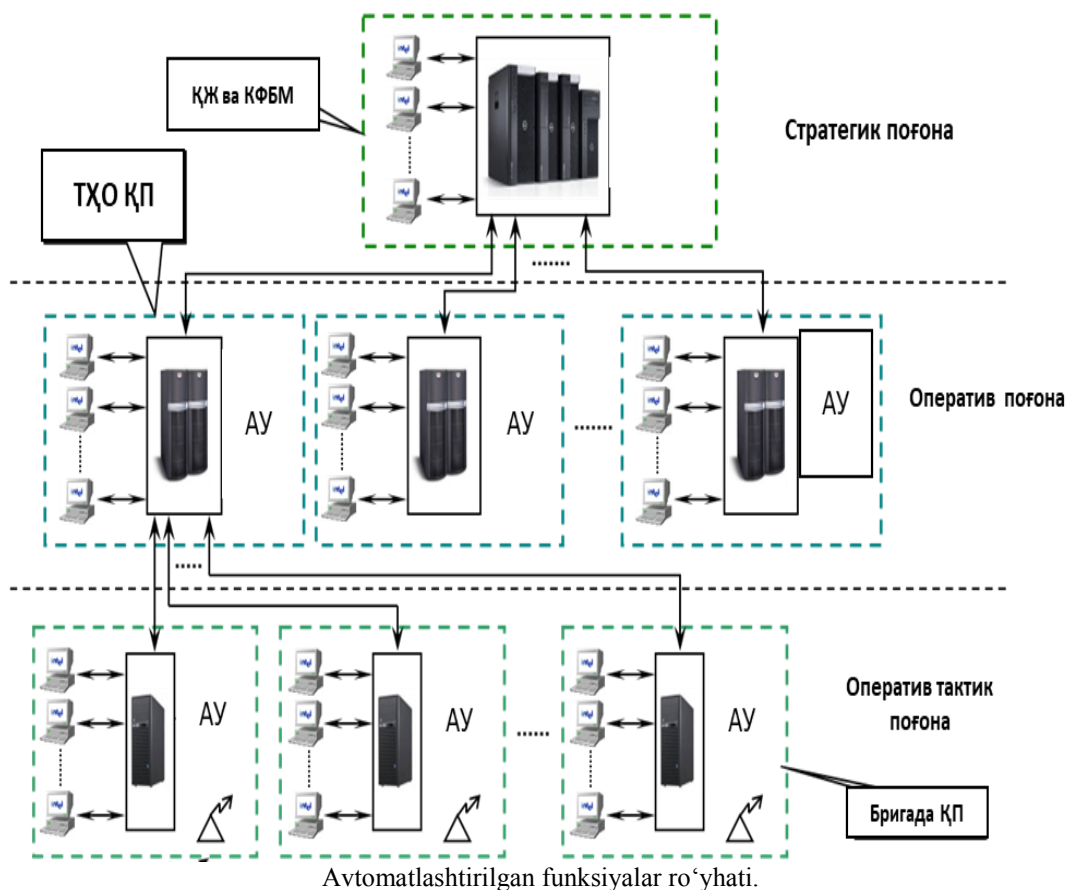 ҚЖ ва КФБМ
Стратегик поғона
ТҲО ҚП
.......
АУ
АУ
.......
АУ
Оператив поғона
.....
АУ
АУ
......
АУ
Оператив тактик
поғона
Бригада ҚП
Avtomatlashtirilgan funksiyalar ro‘yhati.